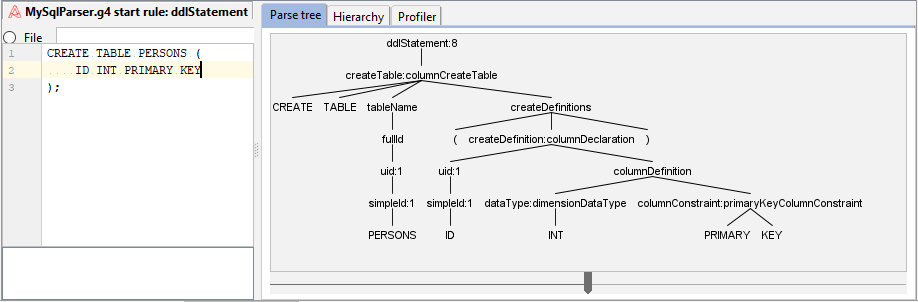 MySqlParser.g4 start rule: ddlStatement
File
1 CREATE TABLE PERSONS (
2 ID INT PRIMARY KEY
3 );
Parse tree Hierarchy Profiler
ddlStatement:8
createTable:columnCreateTable
CREATE TABLE tableName createDefinitions
fullId ( createDefinition:columnDeclaration )
uid:1 uid:1 columnDefinition
simpleId:1 simpleId:1 dataType:dimensionDataType columnConstraint:primaryKeyColumnConstraint
PERSONS ID INT PRIMARY KEY